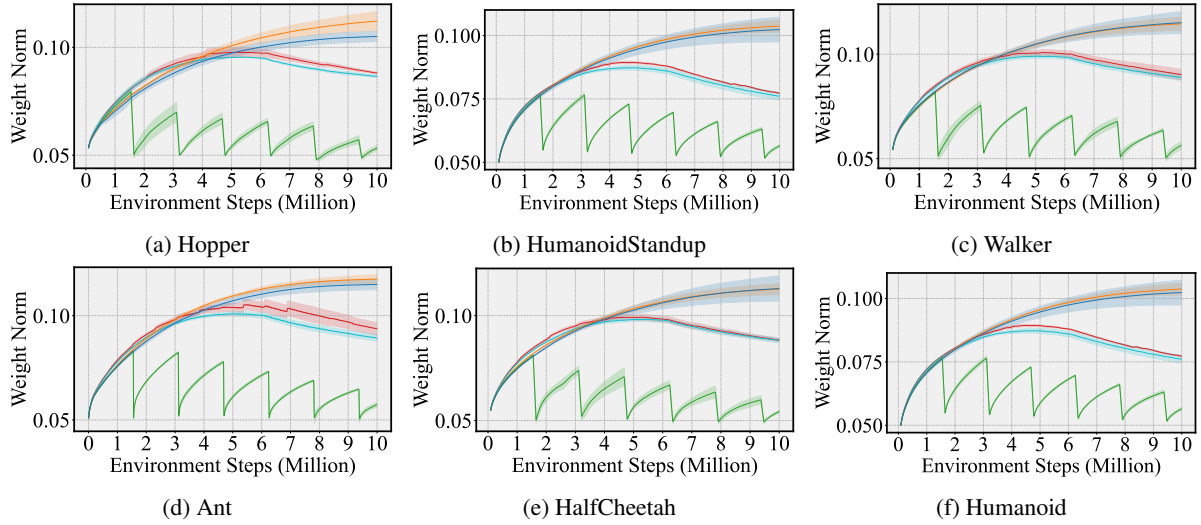 Weight Norm
0.10
0.05
0 1 2 3 4 5 6 7 8 9 10
Environment Steps (Million)
(a) Hopper
Weight Norm
0.100
0.075
0.050
0 1 2 3 4 5 6 7 8 9 10
Environment Steps (Million)
(b) HumanoidStandup
Weight Norm
0.10
0.05
0 1 2 3 4 5 6 7 8 9 10
Environment Steps (Million)
(c) Walker
Weight Norm
0.10
0.05
0 1 2 3 4 5 6 7 8 9 10
Environment Steps (Million)
(d) Ant
Weight Norm
0.10
0.05
0 1 2 3 4 5 6 7 8 9 10
Environment Steps (Million)
(e) HalfCheetah
Weight Norm
0.100
0.075
0.050
0 1 2 3 4 5 6 7 8 9 10
Environment Steps (Million)
(f) Humanoid